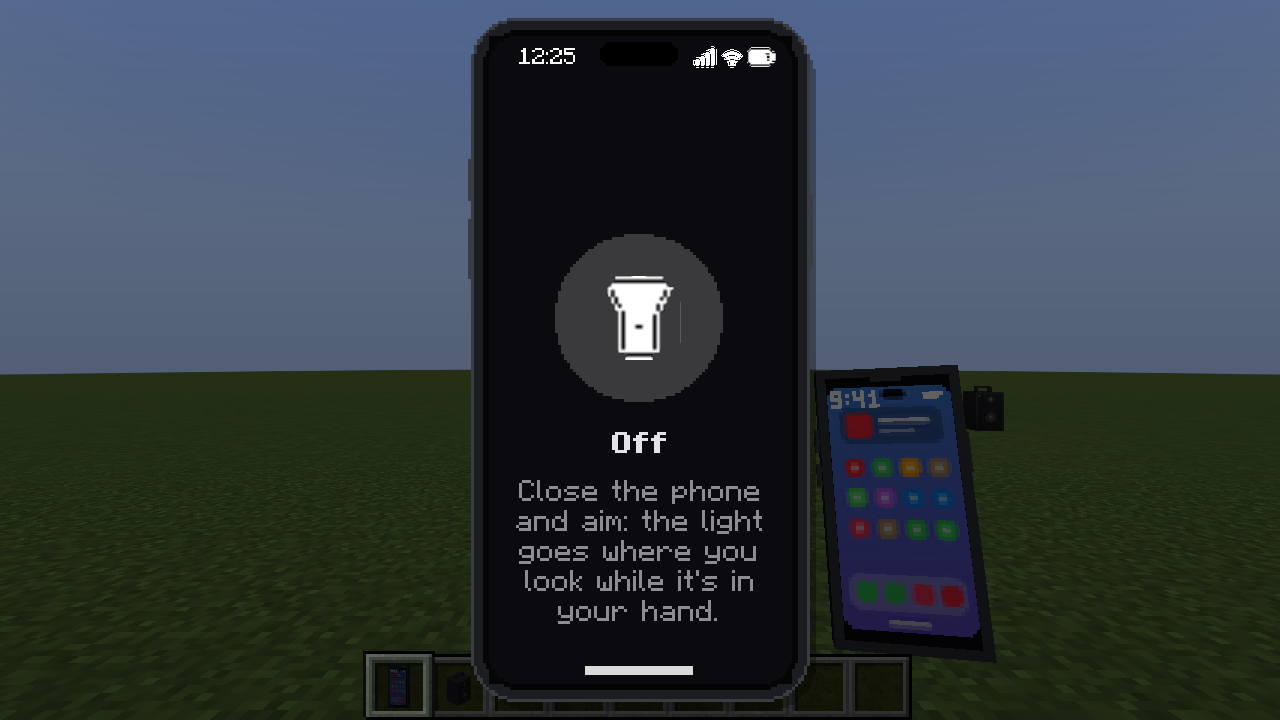 12:25
Off
Close the phone
and aim: the light
goes where you
look while it's in
your hand.
9:41